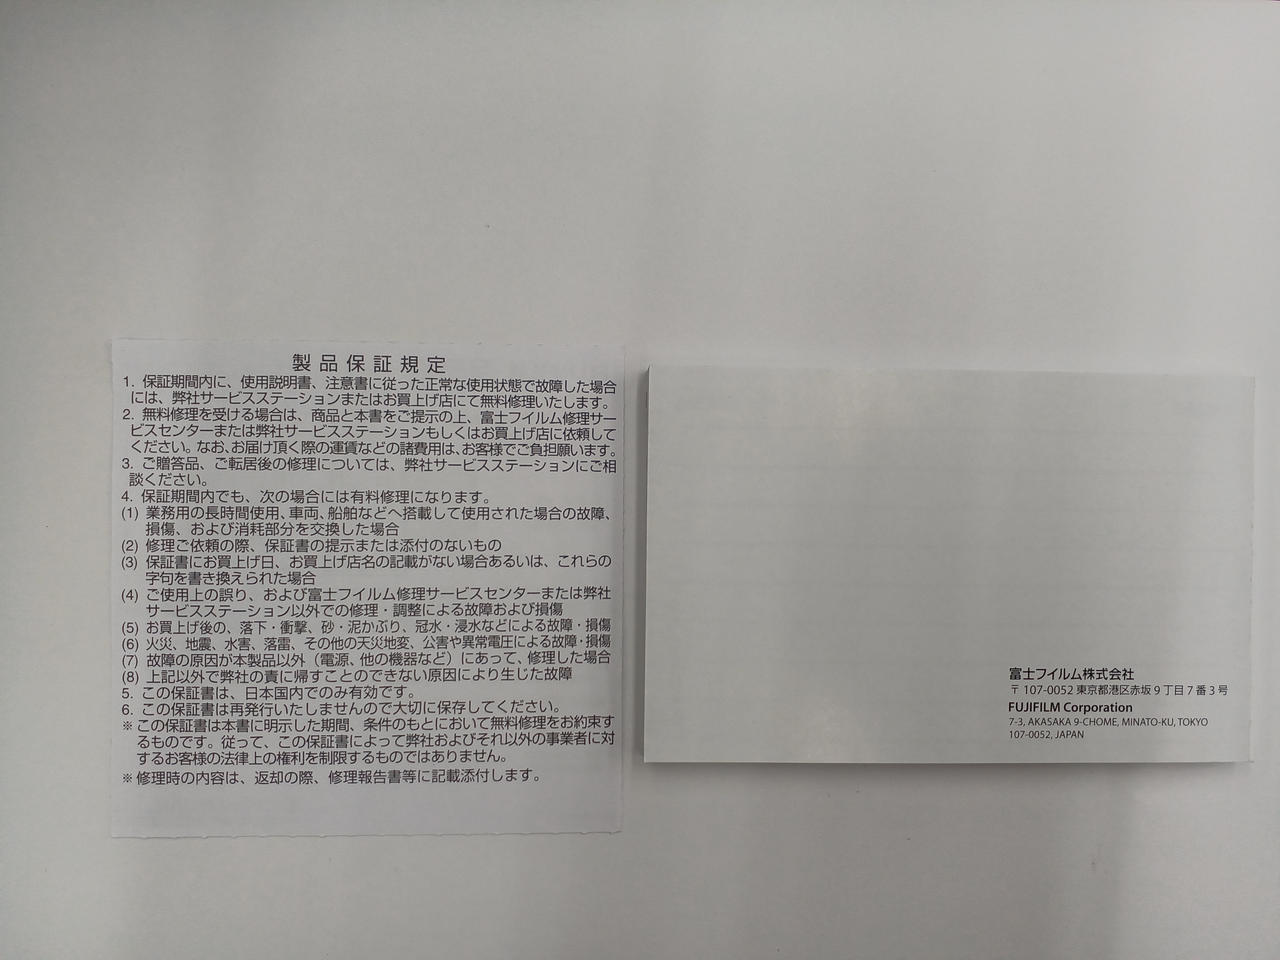 製品保証規定
1. 保証期間内に、使用説明書、注意書に従った正常な使用状態で故障した場合
には、弊社サービスステーションまたはお買上げ店にて無料修理いたします。
2. 無料修理を受ける場合は、商品と本書をご提示の上、富士フイルム修理サー
ビスセンターまたは弊社サービスステーションもしくはお買上げ店に依頼して
ください。なお、お届け頂く際の運賃などの諸費用は、お客様でご負担願います。
3. ご贈答品、ご転居後の修理については、弊社サービスステーションにご相
談ください。
4. 保証期間内でも、次の場合には有料修理になります。
(1) 業務用の長時間使用、車両、船舶などへ搭載して使用された場合の故障、
損傷、および消耗部分を交換した場合
(2) 修理ご依頼の際、保証書の提示または添付のないもの
(3) 保証書にお買上げ日、お買上げ店名の記載がない場合あるいは、これらの
字句を書き換えられた場合
(4) ご使用上の誤り、および富士フイルム修理サービスセンターまたは弊社
サービスステーション以外での修理・調整による故障および損傷
(5) お買上げ後の、落下・衝撃、砂・泥かぶり、冠水・浸水などによる故障・損傷
(6) 火災、地震、水害、落雷、その他の天災地変、公害や異常電圧による故障・損傷
(7) 故障の原因が本製品以外（電源、他の機器など）にあって、修理した場合
(8) 上記以外で弊社の責に帰すことのできない原因により生じた故障
5. この保証書は、日本国内でのみ有効です。
6. この保証書は再発行いたしませんので大切に保存してください。
※ この保証書は本書に明示した期間、条件のもとにおいて無料修理をお約束す
るものです。従って、この保証書によって弊社およびそれ以外の事業者に対
するお客様の法律上の権利を制限するものではありません。
※ 修理時の内容は、返却の際、修理報告書等に記載添付します。
富士フイルム株式会社
〒 107-0052 東京都港区赤坂 9 丁目 7 番 3 号
FUJIFILM Corporation
7-3, AKASAKA 9-CHOME, MINATO-KU, TOKYO
107-0052, JAPAN